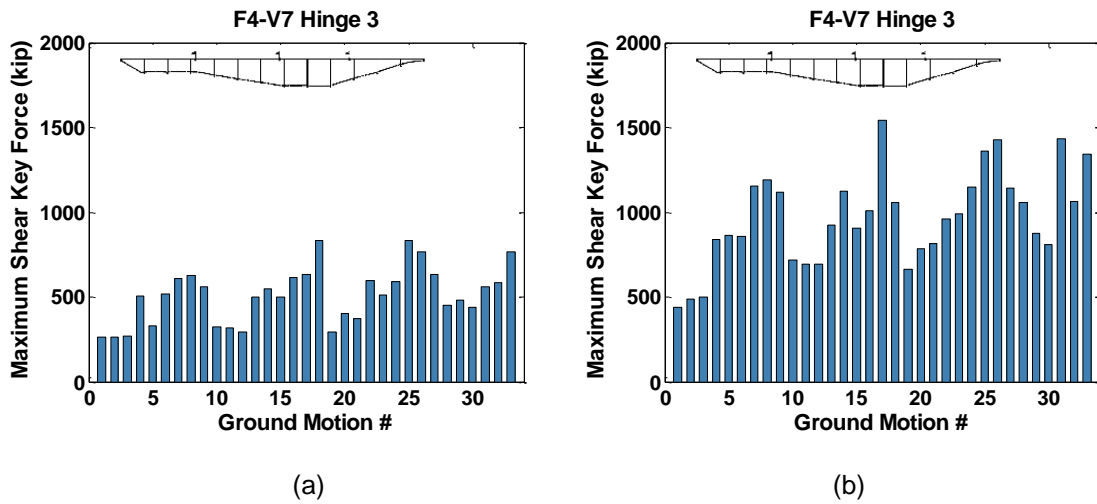 F4-V7 Hinge 3
2000
1500
1000
500
0
Maximum Shear Key Force (kip)
0 5 10 15 20 25 30
Ground Motion #
(a)
F4-V7 Hinge 3
2000
1500
1000
500
0
Maximum Shear Key Force (kip)
0 5 10 15 20 25 30
Ground Motion #
(b)